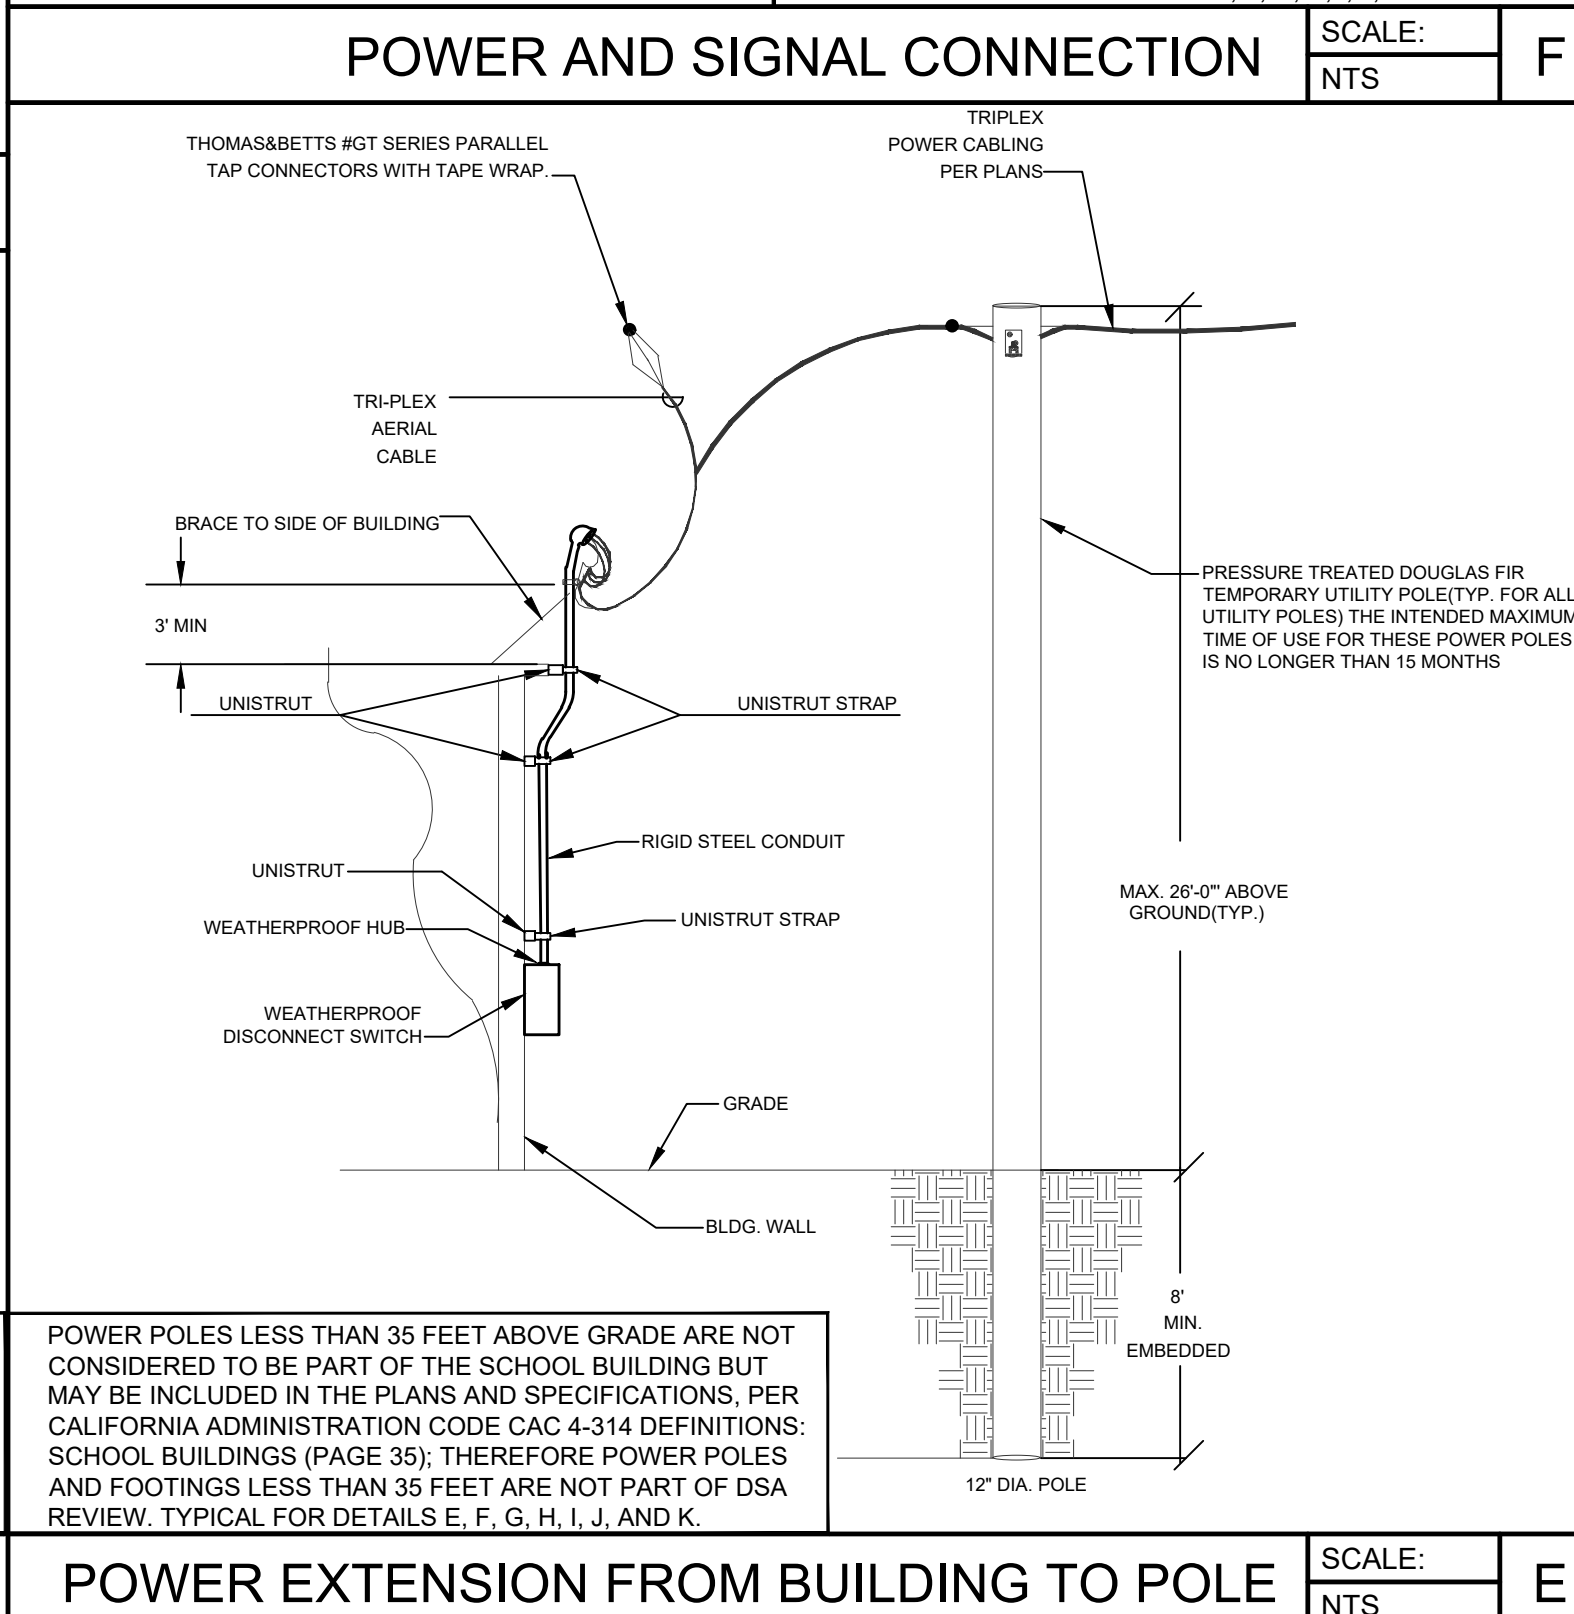 POWER AND SIGNAL CONNECTION
SCALE:
NTS
F
THOMAS&BETTS #GT SERIES PARALLEL
TAP CONNECTORS WITH TAPE WRAP.
TRIPLEX
POWER CABLING
PER PLANS
TRI-PLEX
AERIAL
CABLE
BRACE TO SIDE OF BUILDING
3' MIN
UNISTRUT
UNISTRUT STRAP
PRESSURE TREATED DOUGLAS FIR
TEMPORARY UTILITY POLE(TYP. FOR ALL
UTILITY POLES) THE INTENDED MAXIMUM
TIME OF USE FOR THESE POWER POLES
IS NO LONGER THAN 15 MONTHS
RIGID STEEL CONDUIT
UNISTRUT
UNISTRUT STRAP
WEATHERPROOF HUB
MAX. 26'-0"' ABOVE
GROUND(TYP.)
WEATHERPROOF
DISCONNECT SWITCH
GRADE
BLDG. WALL
8'
MIN.
EMBEDDED
12" DIA. POLE
POWER POLES LESS THAN 35 FEET ABOVE GRADE ARE NOT
CONSIDERED TO BE PART OF THE SCHOOL BUILDING BUT
MAY BE INCLUDED IN THE PLANS AND SPECIFICATIONS, PER
CALIFORNIA ADMINISTRATION CODE CAC 4-314 DEFINITIONS:
SCHOOL BUILDINGS (PAGE 35); THEREFORE POWER POLES
AND FOOTINGS LESS THAN 35 FEET ARE NOT PART OF DSA
REVIEW. TYPICAL FOR DETAILS E, F, G, H, I, J, AND K.
POWER EXTENSION FROM BUILDING TO POLE
SCALE:
NTS
E